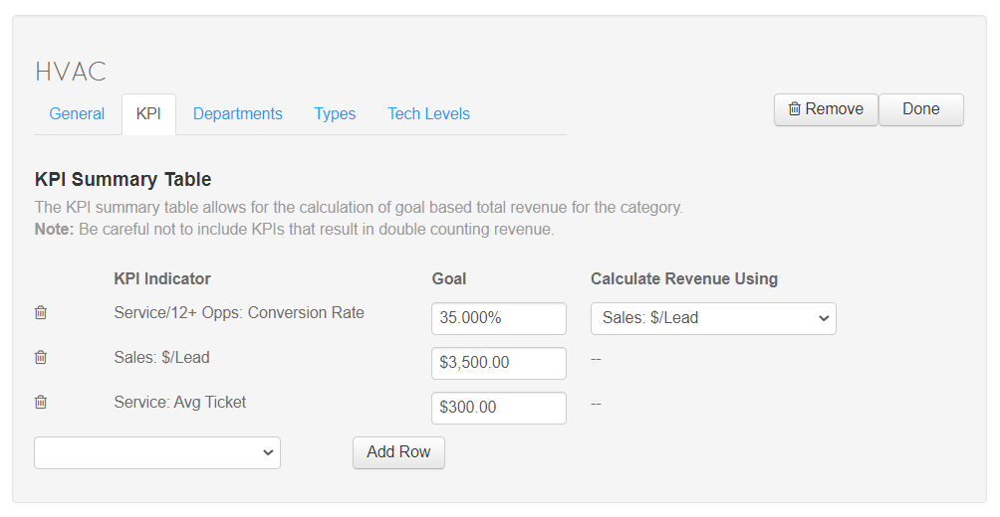 HVAC
General KPI Departments Types Tech Levels Remove Done
KPI Summary Table
The KPI summary table allows for the calculation of goal based total revenue for the category.
Note: Be careful not to include KPIs that result in double counting revenue.
KPI Indicator Goal Calculate Revenue Using
Service/12+ Opps: Conversion Rate 35.000% Sales: $/Lead
Sales: $/Lead $3,500.00 --
Service: Avg Ticket $300.00 --
Add Row